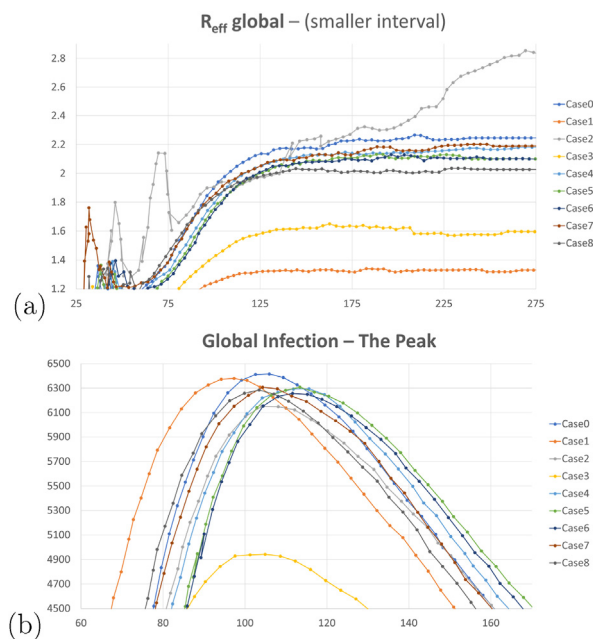 R_eff global – (smaller interval)
2.8
2.6
2.4
2.2
2
1.8
1.6
1.4
1.2
25 75 125 175 225 275
Case0
Case1
Case2
Case3
Case4
Case5
Case6
Case7
Case8
(a)
Global Infection – The Peak
6500
6300
6100
5900
5700
5500
5300
5100
4900
4700
4500
60 80 100 120 140 160
Case0
Case1
Case2
Case3
Case4
Case5
Case6
Case7
Case8
(b)